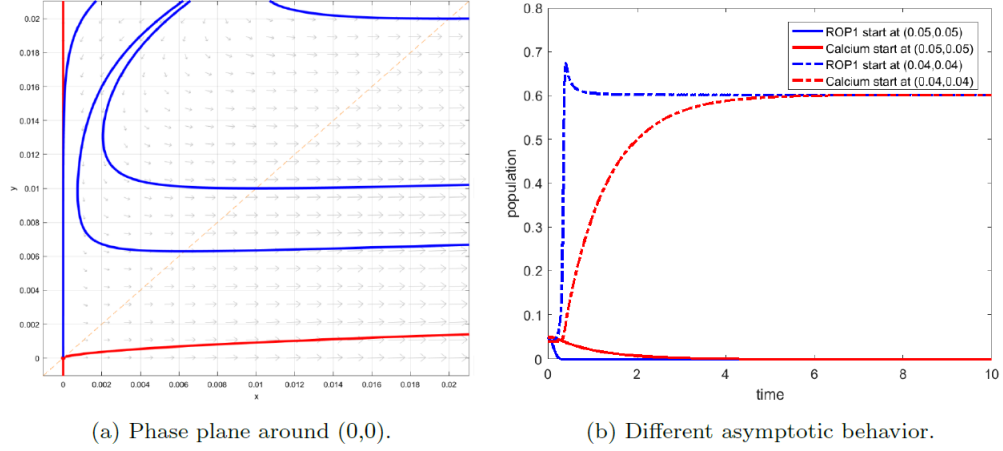 0.02
0.018
0.016
0.014
0.012
0.01
0.008
0.006
0.004
0.002
0
y
0 0.002 0.004 0.006 0.008 0.01 0.012 0.014 0.016 0.018 0.02
x
(a) Phase plane around (0,0).
0.8
0.7
0.6
0.5
0.4
0.3
0.2
0.1
0
population
ROP1 start at (0.05,0.05)
Calcium start at (0.05,0.05)
ROP1 start at (0.04,0.04)
Calcium start at (0.04,0.04)
0 2 4 6 8 10
time
(b) Different asymptotic behavior.